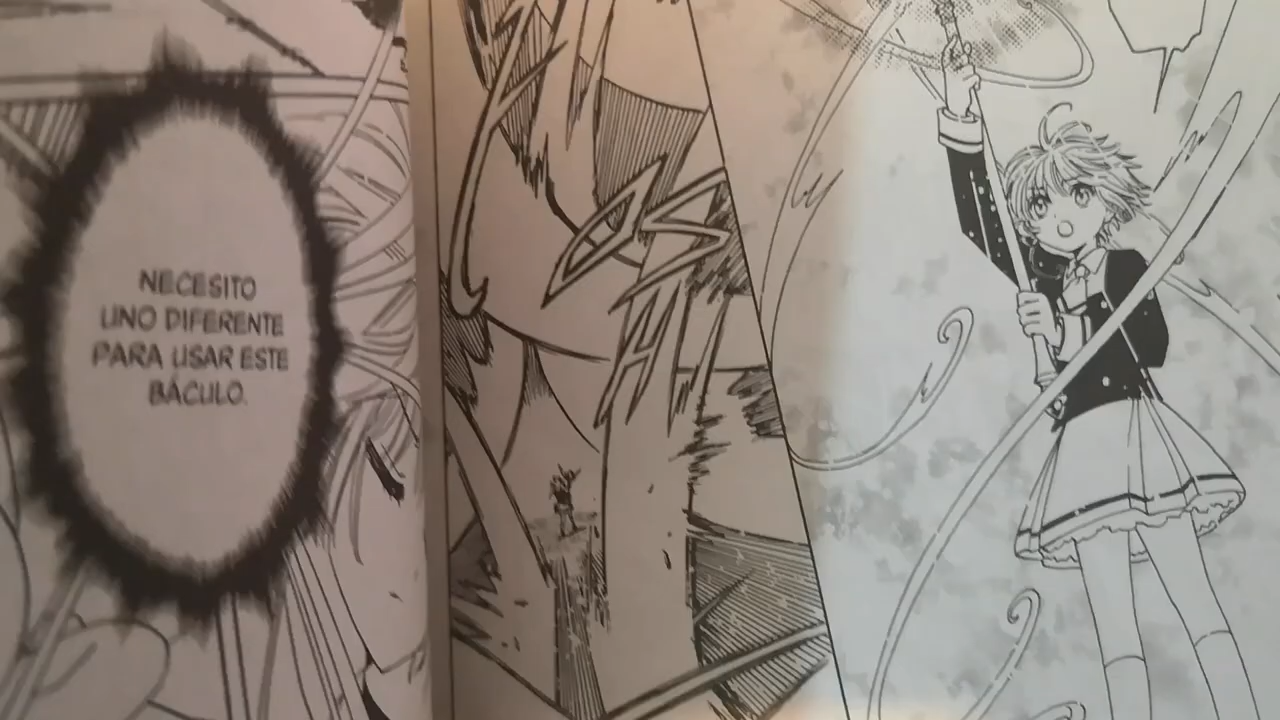 NECESITO
UNO DIFERENTE
PARA USAR ESTE
BÁCULO.